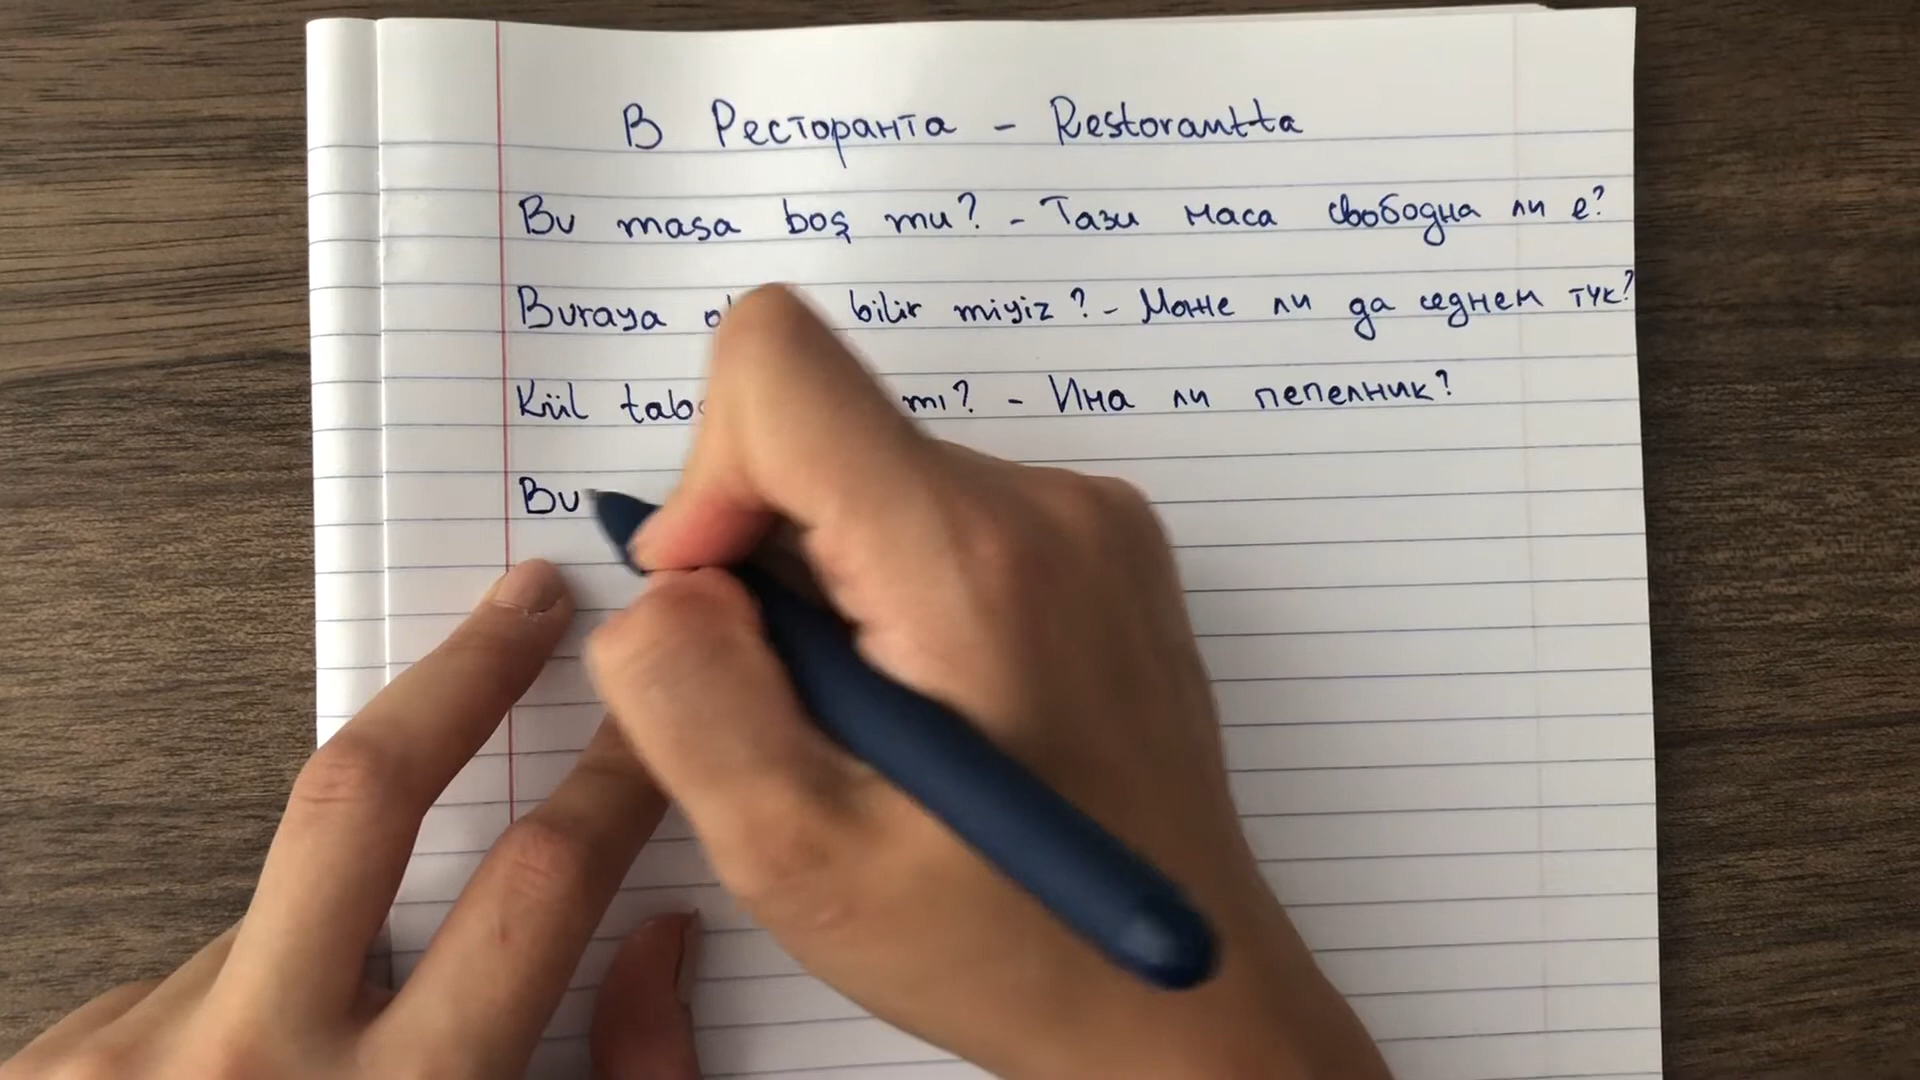 В Ресторанта - Restorantta
Bu masa boş mu? - Тази маса свободна ли е?
Buraya bilir miyiz? - Може ли да седнем тук?
Kül mı? - Има ли пепелник?
Bu